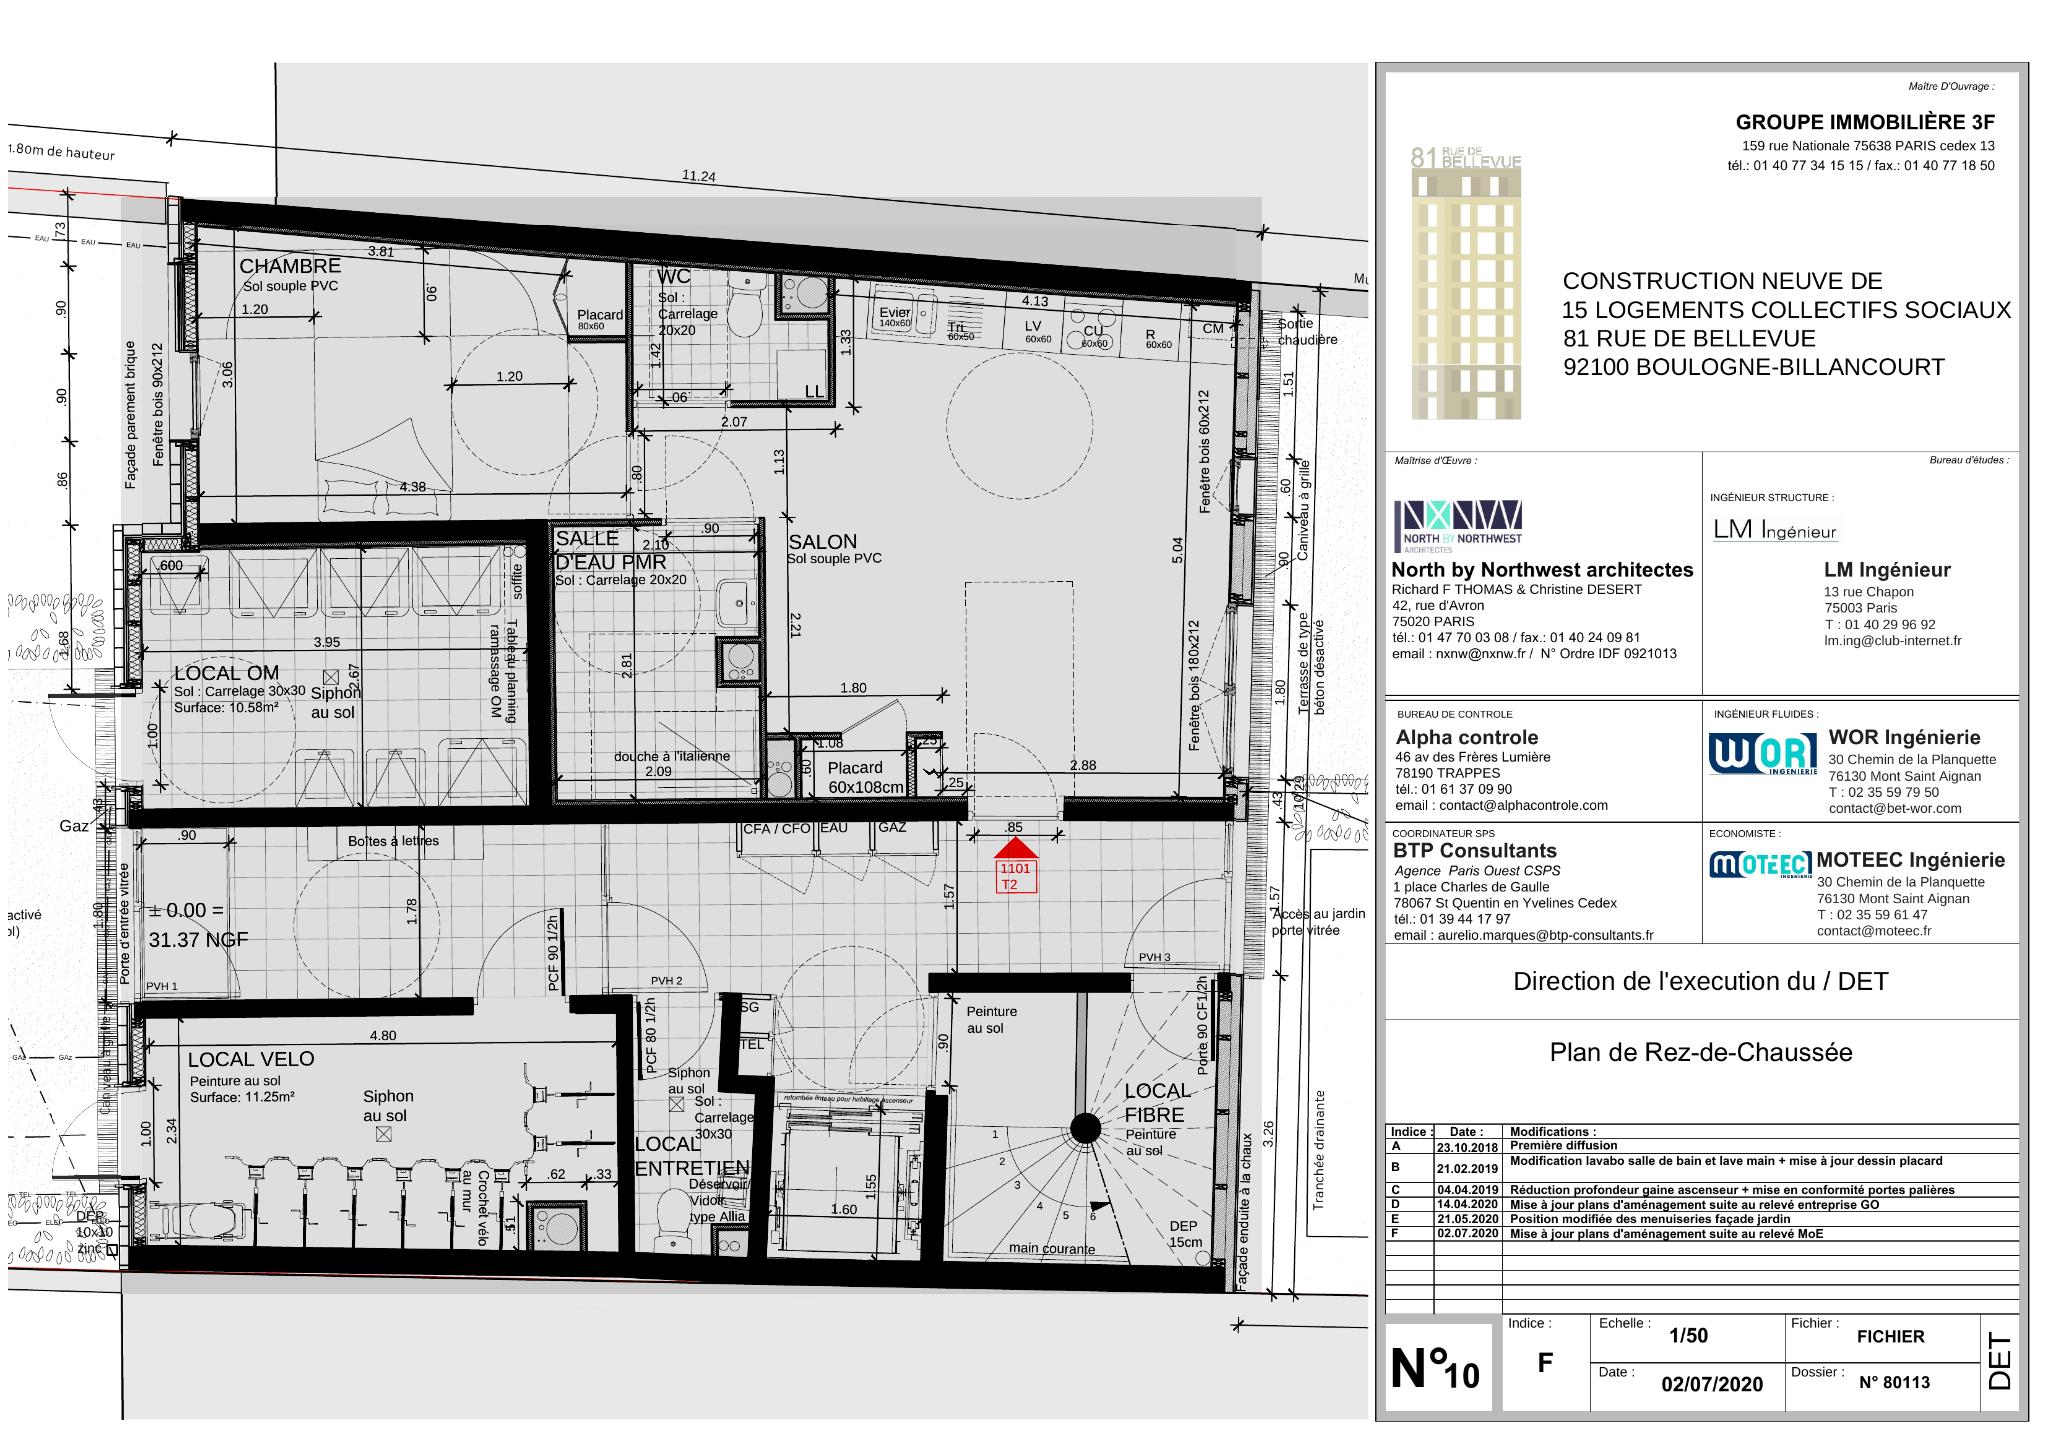 1.80m de hauteur
11.24
EAU
EAU
EAU
.73
.90
.90
.86
1.68
Façade parement brique
Fenêtre bois 90x212
CHAMBRE
Sol souple PVC
3.81
1.20
.90
3.06
1.20
4.38
Placard
80x60
WC
Sol :
Carrelage
20x20
1.42
.90
LL
2.07
1.33
.80
1.13
Evier
140x60
Tri
60x50
4.13
LV
60x60
CU
60x60
R
60x60
CM
Sortie
chaudière
1.51
Fenêtre bois 60x212
.60
Caniveau à grille
.90
SALLE
D'EAU PMR
Sol : Carrelage 20x20
.90
2.10
2.81
douche à l'italienne
2.09
SALON
Sol souple PVC
2.21
5.04
1.80
1.08
.60
Placard
60x108cm
.25
.25
2.88
Fenêtre bois 180x212
1.80
Terrasse de type
béton désactivé
.43
10.29
.600
3.95
2.67
LOCAL OM
Sol : Carrelage 30x30
Surface: 10.58m²
Siphon
au sol
1.00
Tableau planning
ramassage OM
soffite
.43
Gaz
.90
Boîtes à lettres
CFA / CFO
EAU
GAZ
.85
1101
T2
± 0.00 =
31.37 NGF
1.78
1.57
1.57
Accès au jardin
porte vitrée
1.80
Porte d'entrée vitrée
PVH 1
PCF 90 1/2h
PVH 2
PVH 3
PCF 80 1/2h
Porte 90 CF1/2h
SG
TEL
4.80
LOCAL VELO
Peinture au sol
Surface: 11.25m²
Siphon
au sol
1.00
2.34
Crochet vélo
au mur
.62
.33
.51
Siphon
au sol
Sol :
Carrelage
30x30
LOCAL
ENTRETIEN
Déservoir/
Vidoir
type Allia
retombée linteau pour habillage Ascenseur
1.55
1.60
.90
Peinture
au sol
LOCAL
FIBRE
Peinture
au sol
1
2
3
4
5
6
main courante
DEP
15cm
Façade enduite à la chaux
3.26
Tranchée drainante
Caniveau à grille
GAz
GAz
TEL
TEL
DEP
10x10
zinc
Maître D'Ouvrage :
GROUPE IMMOBILIÈRE 3F
159 rue Nationale 75638 PARIS cedex 13
tél.: 01 40 77 34 15 15 / fax.: 01 40 77 18 50
81 RUE DE
BELLEVUE
CONSTRUCTION NEUVE DE
15 LOGEMENTS COLLECTIFS SOCIAUX
81 RUE DE BELLEVUE
92100 BOULOGNE-BILLANCOURT
Maîtrise d'Œuvre :
NXNW
NORTH BY NORTHWEST
ARCHITECTES
North by Northwest architectes
Richard F THOMAS & Christine DESERT
42, rue d'Avron
75020 PARIS
tél.: 01 47 70 03 08 / fax.: 01 40 24 09 81
email : nxnw@nxnw.fr / N° Ordre IDF 0921013
Bureau d'études :
INGÉNIEUR STRUCTURE :
LM Ingénieur
LM Ingénieur
13 rue Chapon
75003 Paris
T : 01 40 29 96 92
lm.ing@club-internet.fr
BUREAU DE CONTROLE
Alpha controle
46 av des Frères Lumière
78190 TRAPPES
tél.: 01 61 37 09 90
email : contact@alphacontrole.com
INGÉNIEUR FLUIDES :
WOR
INGENIERIE
WOR Ingénierie
30 Chemin de la Planquette
76130 Mont Saint Aignan
T : 02 35 59 79 50
contact@bet-wor.com
COORDINATEUR SPS
BTP Consultants
Agence Paris Ouest CSPS
1 place Charles de Gaulle
78067 St Quentin en Yvelines Cedex
tél.: 01 39 44 17 97
email : aurelio.marques@btp-consultants.fr
ECONOMISTE :
MOTEEC
INGENIERIE
MOTEEC Ingénierie
30 Chemin de la Planquette
76130 Mont Saint Aignan
T : 02 35 59 61 47
contact@moteec.fr
Direction de l'execution du / DET
Plan de Rez-de-Chaussée
Indice : Date : Modifications :
A 23.10.2018 Première diffusion
B 21.02.2019 Modification lavabo salle de bain et lave main + mise à jour dessin placard
C 04.04.2019 Réduction profondeur gaine ascenseur + mise en conformité portes palières
D 14.04.2020 Mise à jour plans d'aménagement suite au relevé entreprise GO
E 21.05.2020 Position modifiée des menuiseries façade jardin
F 02.07.2020 Mise à jour plans d'aménagement suite au relevé MoE
N°10
Indice :
F
Echelle :
1/50
Fichier :
FICHIER
Date :
02/07/2020
Dossier :
N° 80113
DET